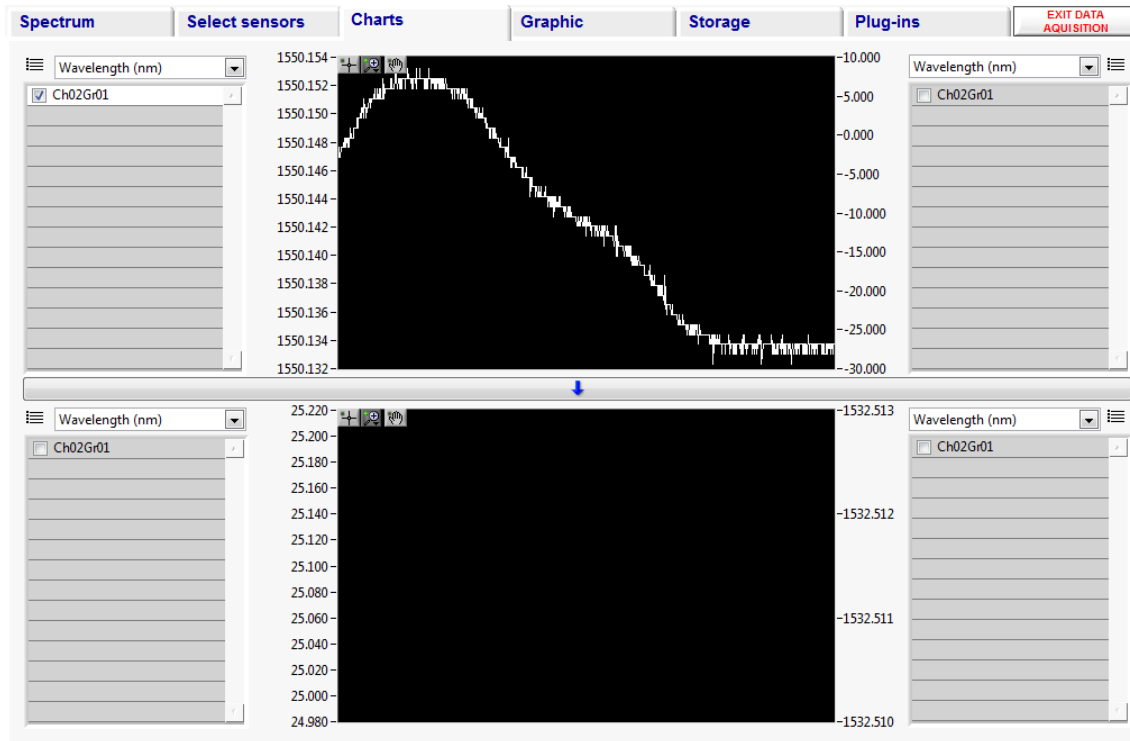 Spectrum
Select sensors
Charts
Graphic
Storage
Plug-ins
EXIT DATA
AQUISITION
Wavelength (nm)
Ch02Gr01
1550.154
1550.152
1550.150
1550.148
1550.146
1550.144
1550.142
1550.140
1550.138
1550.136
1550.134
1550.132
10.000
5.000
0.000
-5.000
-10.000
-15.000
-20.000
-25.000
-30.000
Wavelength (nm)
Ch02Gr01
Wavelength (nm)
Ch02Gr01
25.220
25.200
25.180
25.160
25.140
25.120
25.100
25.080
25.060
25.040
25.020
25.000
24.980
1532.513
1532.512
1532.511
1532.510
Wavelength (nm)
Ch02Gr01